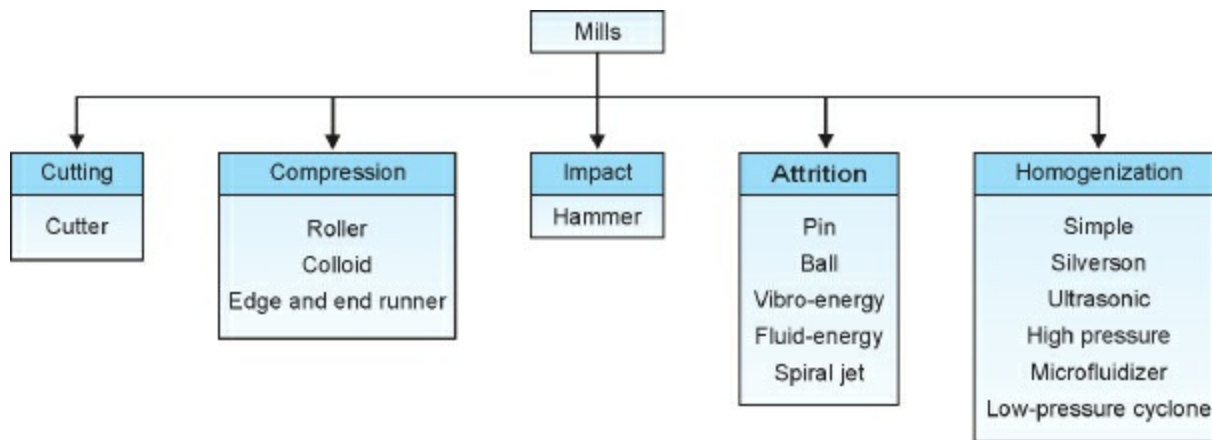 Mills
Cutting
Cutter
Compression
Roller
Colloid
Edge and end runner
Impact
Hammer
Attrition
Pin
Ball
Vibro-energy
Fluid-energy
Spiral jet
Homogenization
Simple
Silverson
Ultrasonic
High pressure
Microfluidizer
Low-pressure cyclone